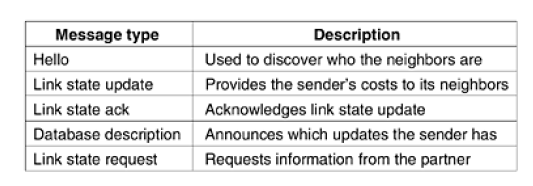 Message type Description
Hello Used to discover who the neighbors are
Link state update Provides the sender's costs to its neighbors
Link state ack Acknowledges link state update
Database description Announces which updates the sender has
Link state request Requests information from the partner